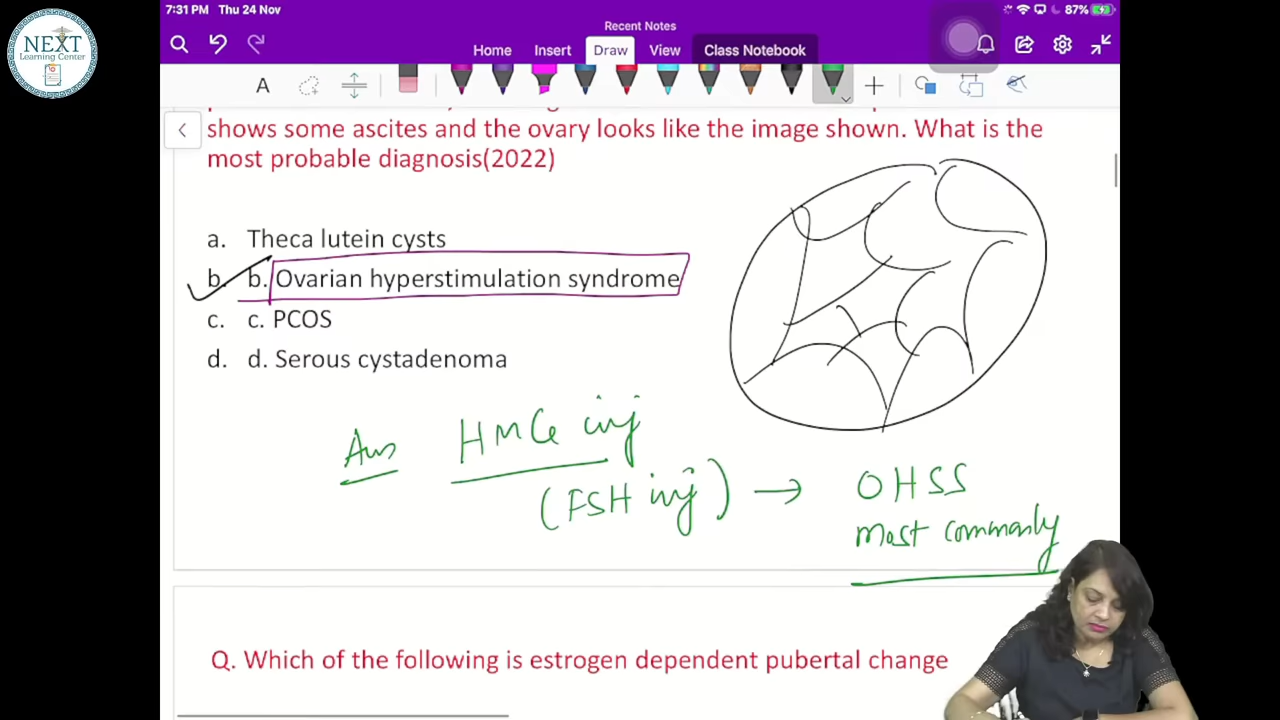 7:31 PM Thu 24 Nov
87%
NEXT
Learning Center
Recent Notes
Home Insert Draw View Class Notebook
A
shows some ascites and the ovary looks like the image shown. What is the
most probable diagnosis(2022)
a. Theca lutein cysts
b. b. Ovarian hyperstimulation syndrome
c. c. PCOS
d. d. Serous cystadenoma
Ans HMG inj
(FSH inj) → OHSS
most commonly
Q. Which of the following is estrogen dependent pubertal change